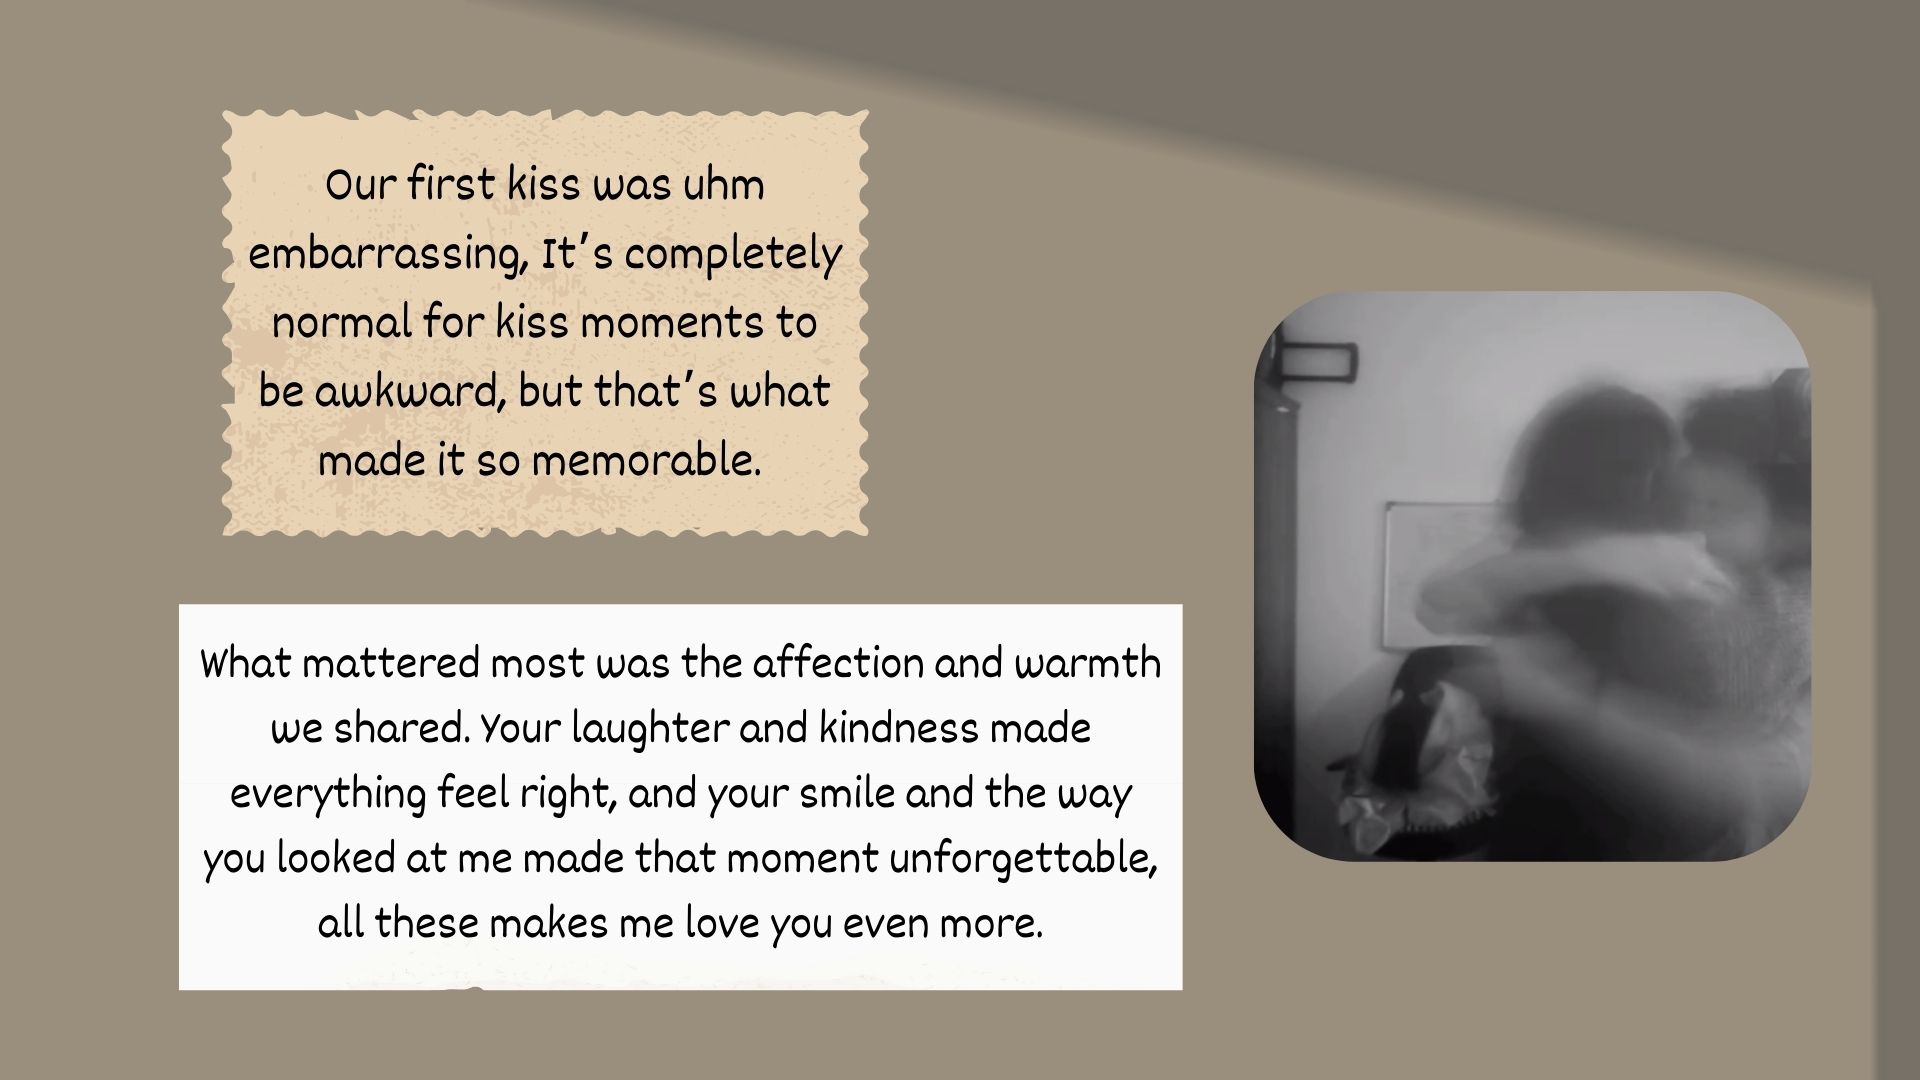 Our first kiss was uhm
embarrassing, It's completely
normal for kiss moments to
be awkward, but that's what
made it so memorable.
What mattered most was the affection and warmth
we shared. Your laughter and kindness made
everything feel right, and your smile and the way
you looked at me made that moment unforgettable,
all these makes me love you even more.